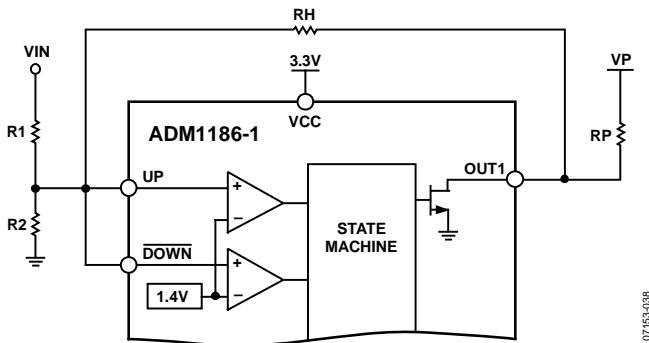 RH
VIN
3.3V
VP
VCC
R1
ADM1186-1
RP
UP
OUT1
R2
STATE
MACHINE
DOWN
1.4V
+
−
+
−
07153-038